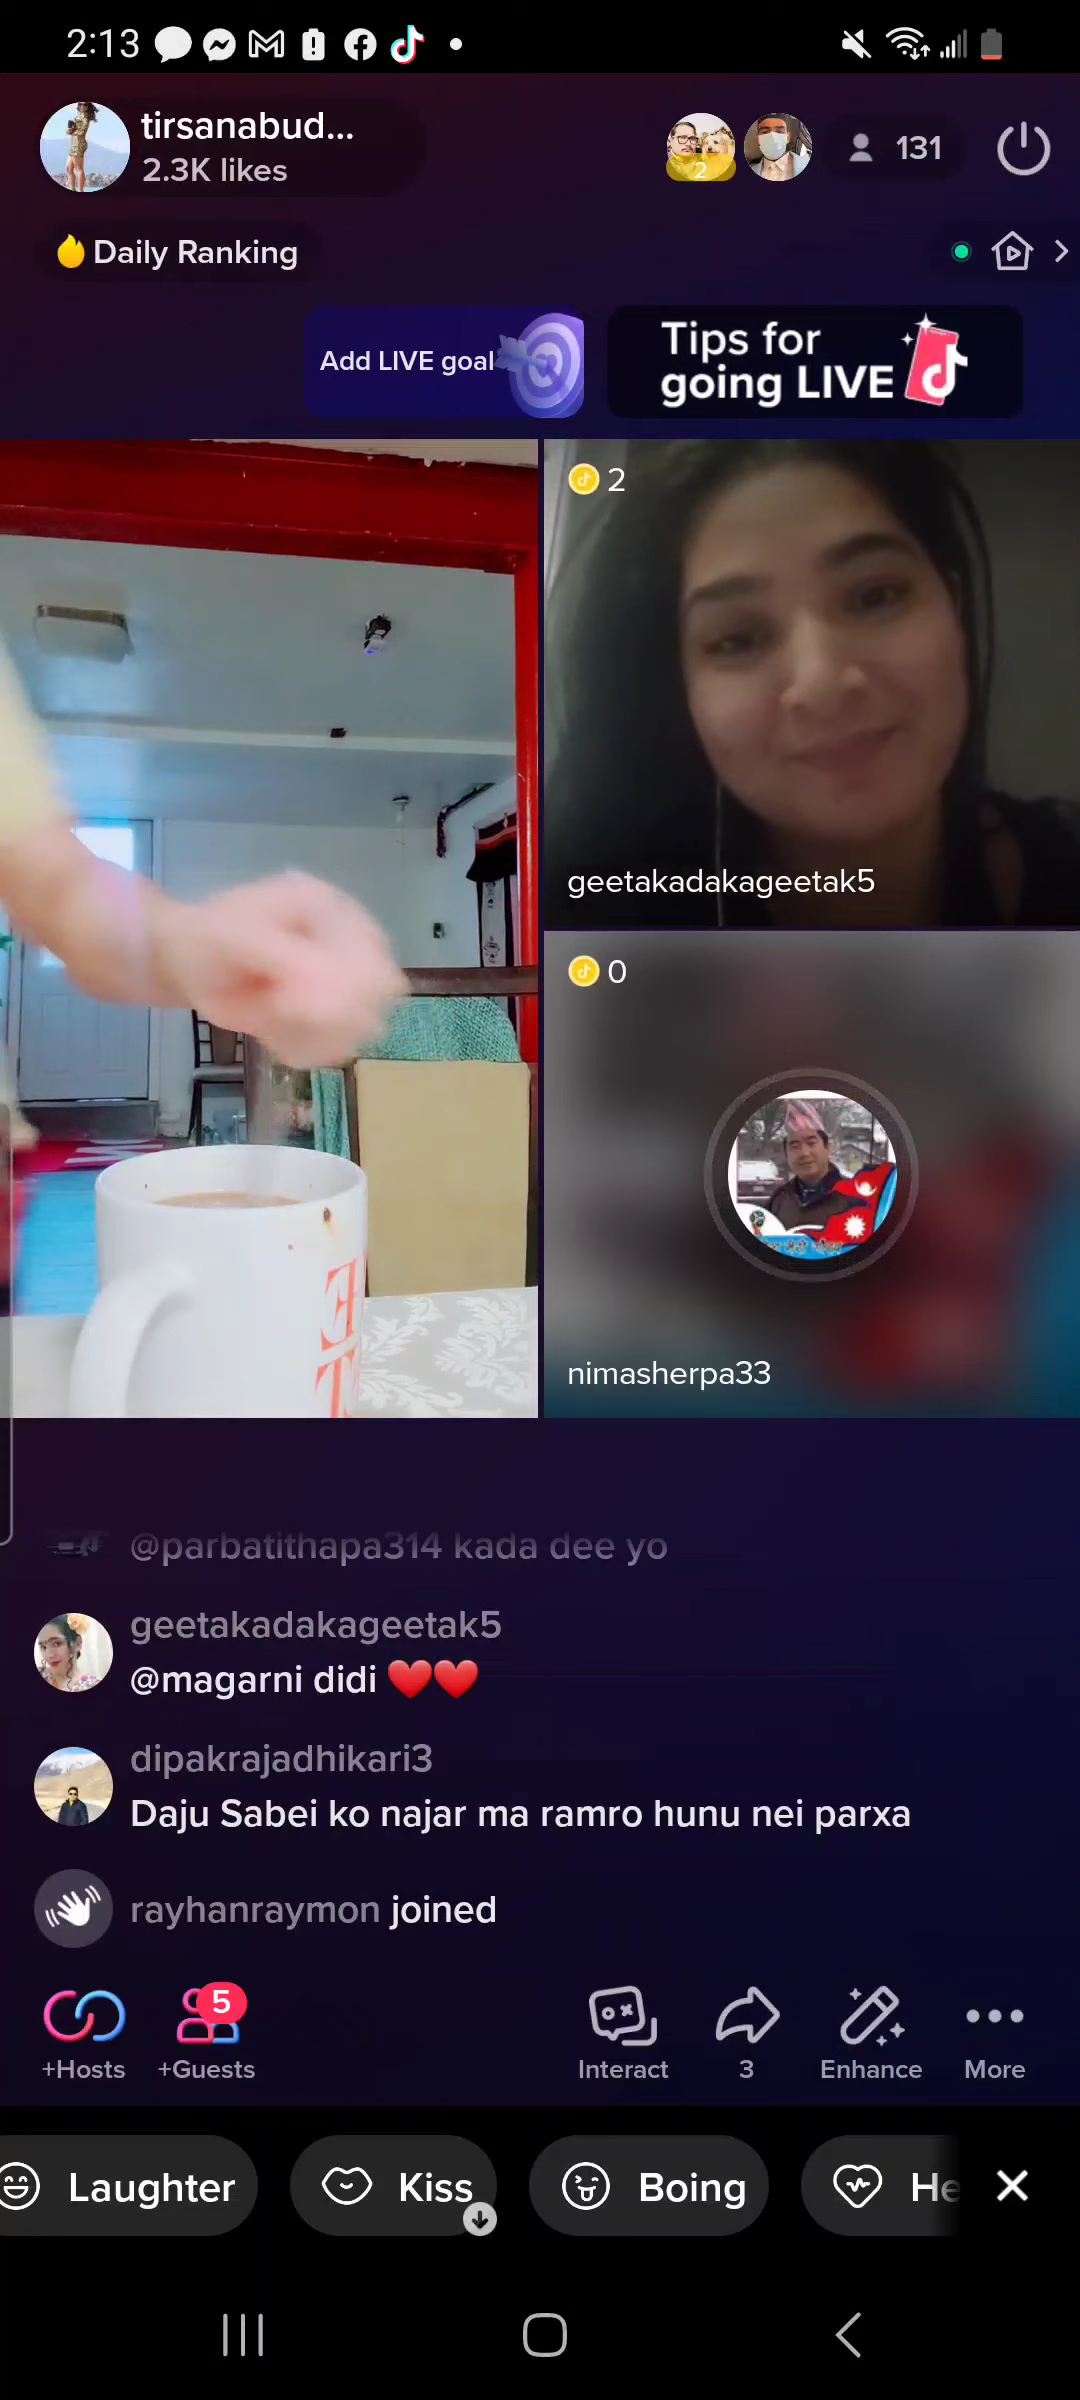 2:13
tirsanabud...
2.3K likes
2
131
Daily Ranking
Add LIVE goal
Tips for
going LIVE
2
geetakadakageetak5
0
nimasherpa33
@parbatithapa314 kada dee yo
geetakadakageetak5
@magarni didi ❤️❤️
dipakrajadhikari3
Daju Sabei ko najar ma ramro hunu nei parxa
rayhanraymon joined
5
+Hosts
+Guests
Interact
3
Enhance
More
Laughter
Kiss
Boing
He